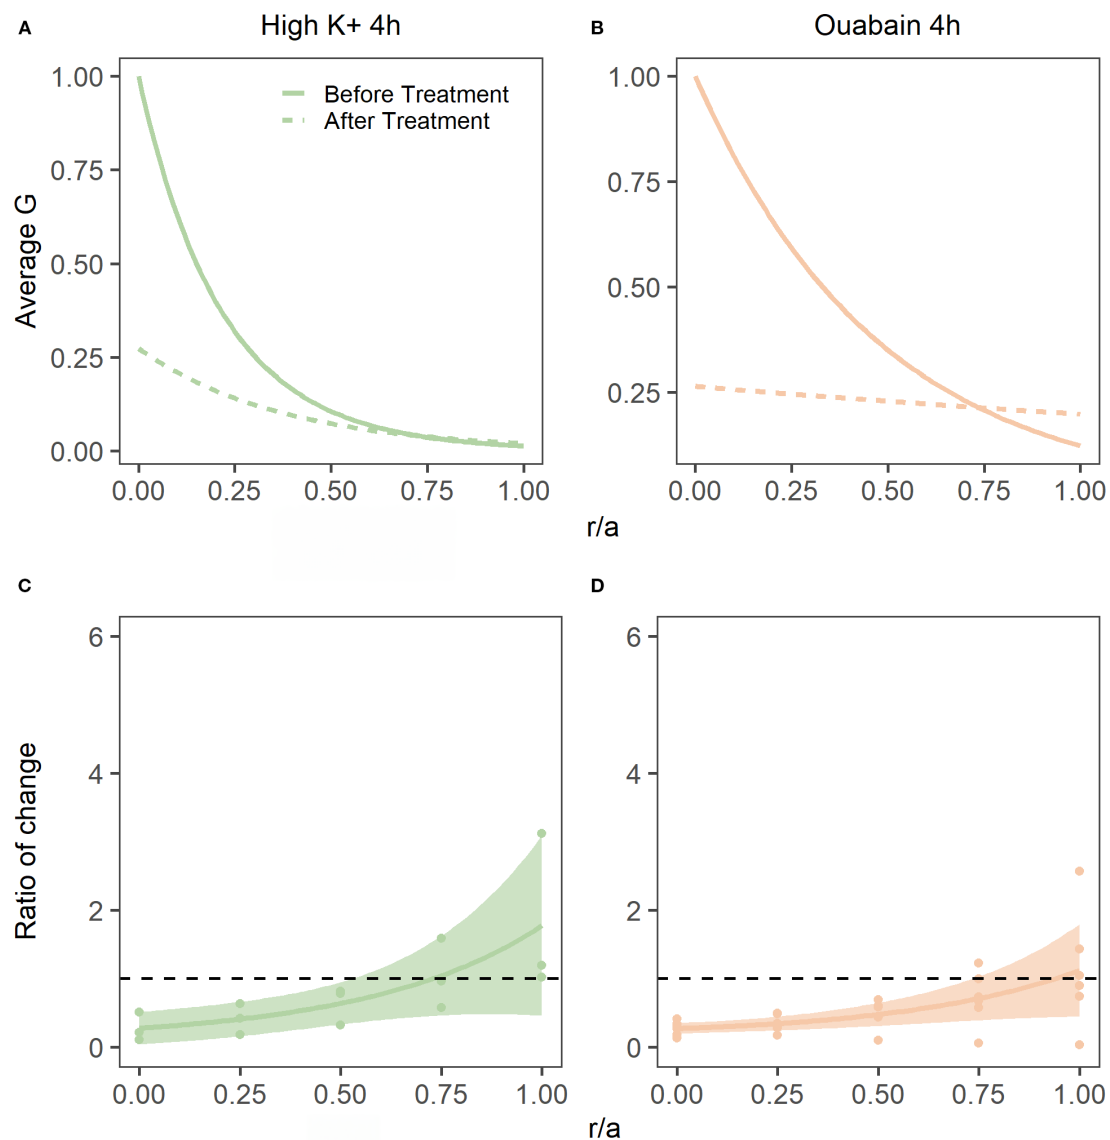 A High K+ 4h
B Ouabain 4h
Average G
1.00
0.75
0.50
0.25
0.00
Before Treatment
After Treatment
0.00 0.25 0.50 0.75 1.00
1.00
0.75
0.50
0.25
0.00 0.25 0.50 0.75 1.00
r/a
C
D
Ratio of change
6
4
2
0
0.00 0.25 0.50 0.75 1.00
6
4
2
0
0.00 0.25 0.50 0.75 1.00
r/a